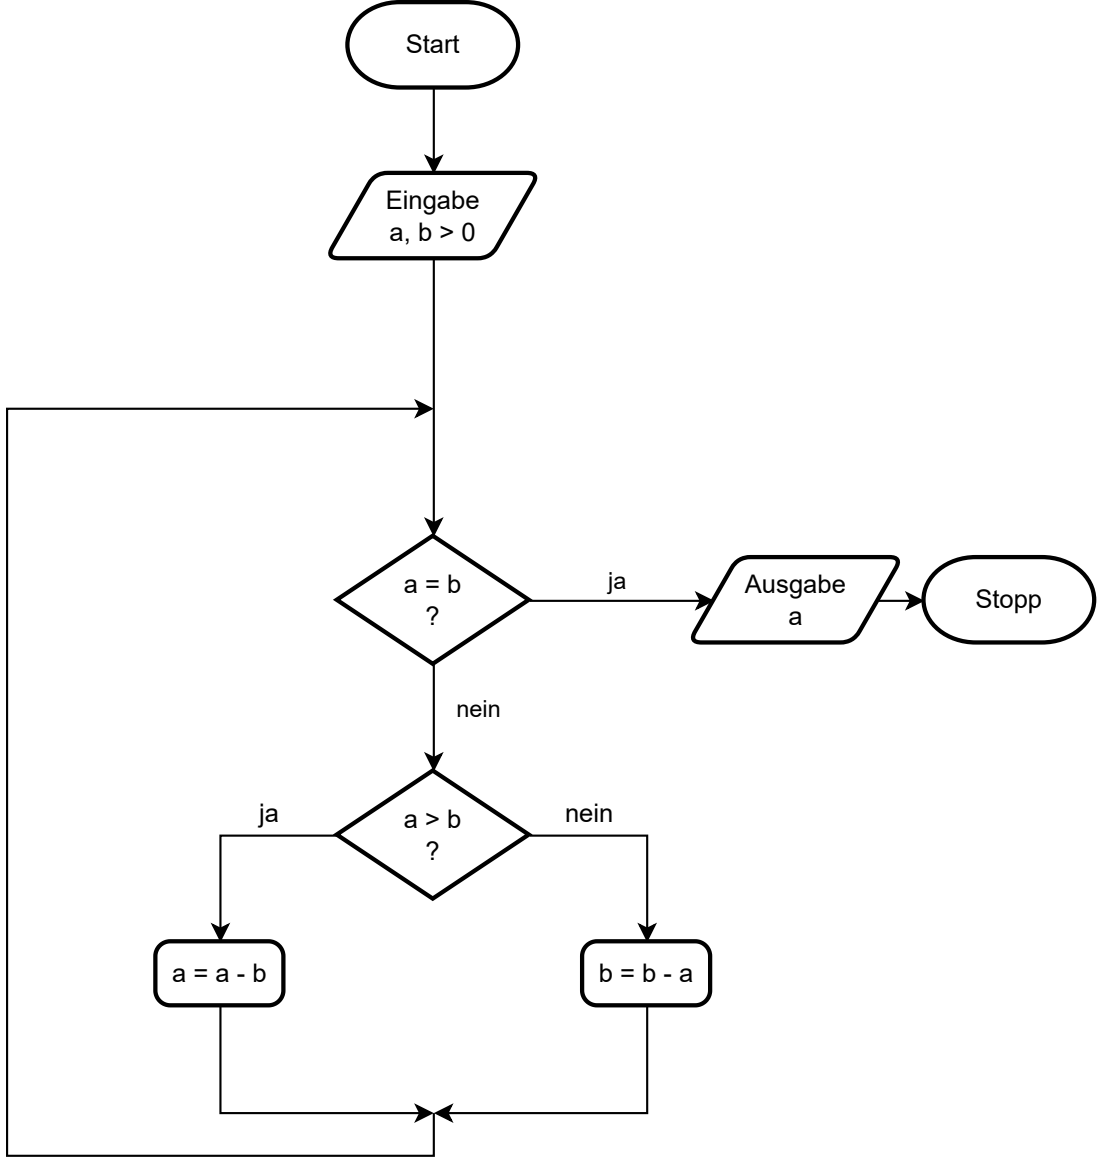 Start
Eingabe
a, b > 0
a = b
?
ja
Ausgabe
a
Stopp
nein
a > b
?
ja
nein
a = a - b
b = b - a